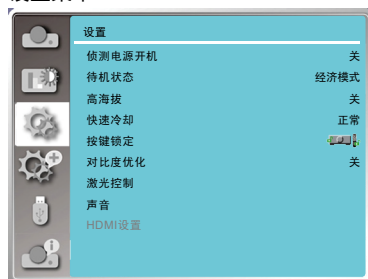 设置
侦测电源开机 关
待机状态 经济模式
高海拔 关
快速冷却 正常
按键锁定
对比度优化 关
激光控制
声音
HDMI设置